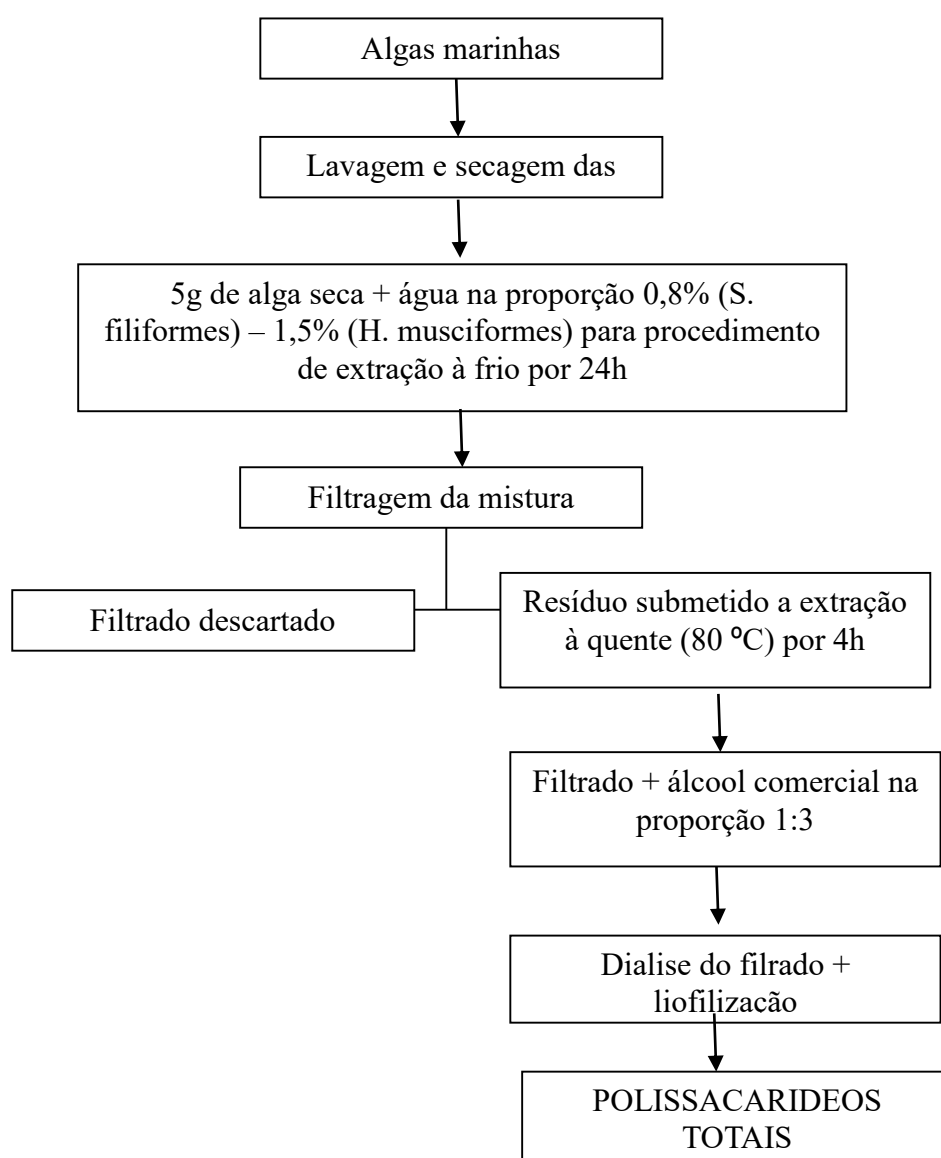 Algas marinhas
Lavagem e secagem das
5g de alga seca + água na proporção 0,8% (S.
filiformes) – 1,5% (H. musciformes) para procedimento
de extração à frio por 24h
Filtragem da mistura
Filtrado descartado
Resíduo submetido a extração
à quente (80 ⁰C) por 4h
Filtrado + álcool comercial na
proporção 1:3
Dialise do filrado +
liofilização
POLISSACARIDEOS
TOTAIS